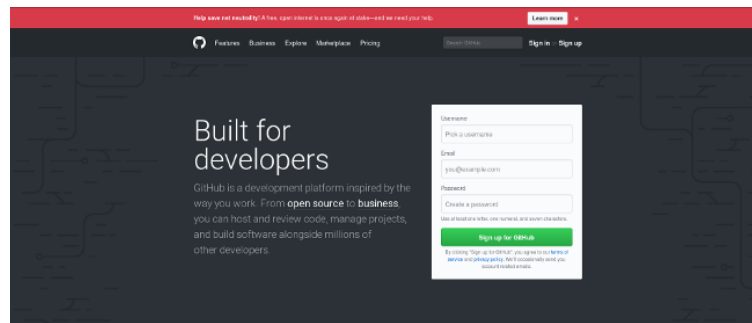 Help save net neutrality! A free, open internet is once again at stake—and we need your help.
Learn more ×
Features Business Explore Marketplace Pricing
Search GitHub
Sign in or Sign up
Built for
developers
GitHub is a development platform inspired by the
way you work. From open source to business,
you can host and review code, manage projects,
and build software alongside millions of
other developers.
Username
Pick a username
Email
you@example.com
Password
Create a password
Use at least one letter, one numeral, and seven characters.
Sign up for GitHub
By clicking "Sign up for GitHub", you agree to our terms of
service and privacy policy. We'll occasionally send you
account related emails.